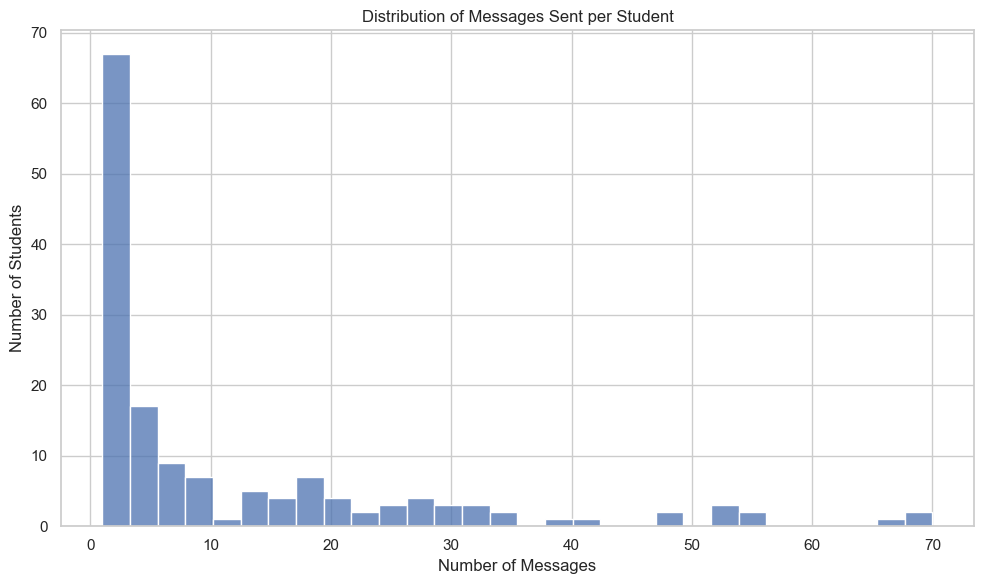 Distribution of Messages Sent per Student
Number of Students
70
60
50
40
30
20
10
0
0 10 20 30 40 50 60 70
Number of Messages